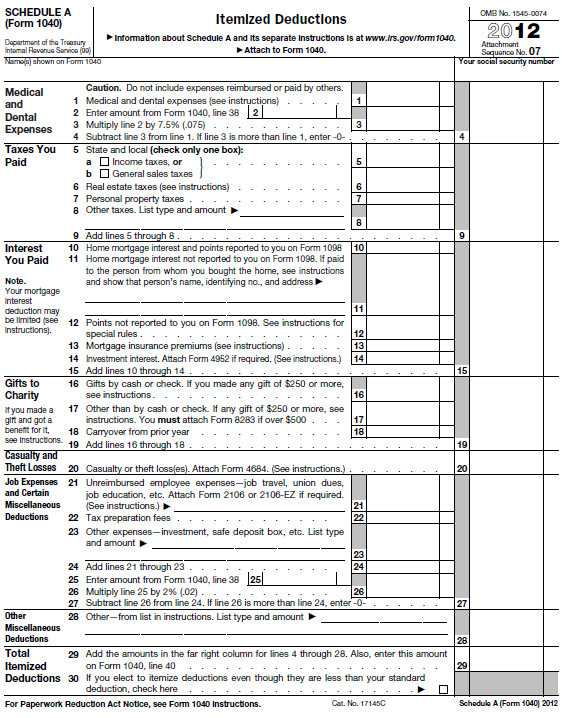 SCHEDULE A
(Form 1040)
Department of the Treasury
Internal Revenue Service (99)
Itemized Deductions
▶ Information about Schedule A and its separate instructions is at www.irs.gov/form1040.
▶ Attach to Form 1040.
OMB No. 1545-0074
2012
Attachment
Sequence No. 07
Name(s) shown on Form 1040
Your social security number
Medical
and
Dental
Expenses
Caution. Do not include expenses reimbursed or paid by others.
1 Medical and dental expenses (see instructions) . . . . . 1
2 Enter amount from Form 1040, line 38 2
3 Multiply line 2 by 7.5% (.075) . . . . . . . . . . . 3
4 Subtract line 3 from line 1. If line 3 is more than line 1, enter -0- . . . . . . . . 4
Taxes You
Paid
5 State and local (check only one box):
a Income taxes, or
b General sales taxes } . . . . . . . . . . . 5
6 Real estate taxes (see instructions) . . . . . . . . . 6
7 Personal property taxes . . . . . . . . . . . . . 7
8 Other taxes. List type and amount ▶
8
9 Add lines 5 through 8 . . . . . . . . . . . . . . . . . . . . . . 9
Interest
You Paid
Note.
Your mortgage
interest
deduction may
be limited (see
instructions).
10 Home mortgage interest and points reported to you on Form 1098 10
11 Home mortgage interest not reported to you on Form 1098. If paid
to the person from whom you bought the home, see instructions
and show that person's name, identifying no., and address ▶
11
12 Points not reported to you on Form 1098. See instructions for
special rules . . . . . . . . . . . . . . . . . 12
13 Mortgage insurance premiums (see instructions) . . . . . 13
14 Investment interest. Attach Form 4952 if required. (See instructions.) 14
15 Add lines 10 through 14 . . . . . . . . . . . . . . . . . . . . . 15
Gifts to
Charity
If you made a
gift and got a
benefit for it,
see instructions.
16 Gifts by cash or check. If you made any gift of $250 or more,
see instructions . . . . . . . . . . . . . . . . 16
17 Other than by cash or check. If any gift of $250 or more, see
instructions. You must attach Form 8283 if over $500 . . . 17
18 Carryover from prior year . . . . . . . . . . . . 18
19 Add lines 16 through 18 . . . . . . . . . . . . . . . . . . . . . 19
Casualty and
Theft Losses
20 Casualty or theft loss(es). Attach Form 4684. (See instructions.) . . . . . . . . 20
Job Expenses
and Certain
Miscellaneous
Deductions
21 Unreimbursed employee expenses—job travel, union dues,
job education, etc. Attach Form 2106 or 2106-EZ if required.
(See instructions.) ▶ 21
22 Tax preparation fees . . . . . . . . . . . . . 22
23 Other expenses—investment, safe deposit box, etc. List type
and amount ▶
23
24 Add lines 21 through 23 . . . . . . . . . . . . 24
25 Enter amount from Form 1040, line 38 25
26 Multiply line 25 by 2% (.02) . . . . . . . . . . . 26
27 Subtract line 26 from line 24. If line 26 is more than line 24, enter -0- . . . . . . 27
Other
Miscellaneous
Deductions
28 Other—from list in instructions. List type and amount ▶
28
Total
Itemized
Deductions
29 Add the amounts in the far right column for lines 4 through 28. Also, enter this amount
on Form 1040, line 40 . . . . . . . . . . . . . . . . . . . . . 29
30 If you elect to itemize deductions even though they are less than your standard
deduction, check here . . . . . . . . . . . . . . . . . . ▶
For Paperwork Reduction Act Notice, see Form 1040 instructions.
Cat. No. 17145C
Schedule A (Form 1040) 2012